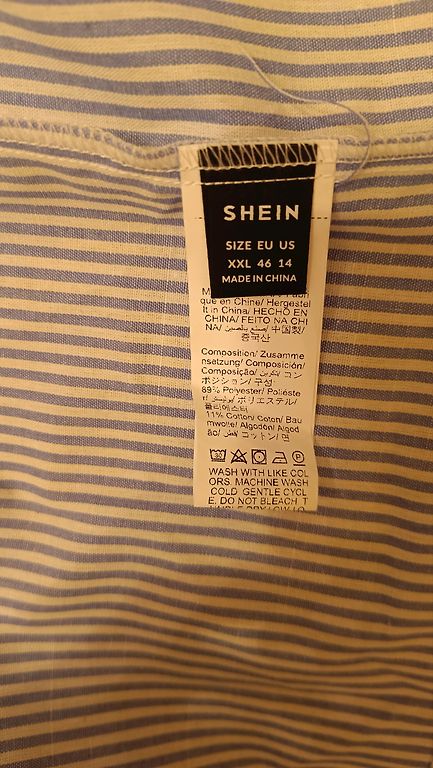 SHEIN
SIZE EU US
XXL 46 14
MADE IN CHINA
que en Chine/ Hergestel
lt in China/ HECHO EN
CHINA/ FEITO NA CHI
NA/ صنع بالصين/ 中国製/
중국산
Composition/ Zusamme
nsetzung/ Composición/
Composição/ تكوين/ コン
ポジション/ 구성:
89% Polyester/ Poliéste
r/ بوليستر/ ポリエステル/
폴리에스터
11% Cotton/ Coton/ Bau
mwolle/ Algodón/ Algod
ão/ قطن/ コットン/ 면
WASH WITH LIKE COL
ORS. MACHINE WASH
COLD GENTLE CYCL
E. DO NOT BLEACH. T